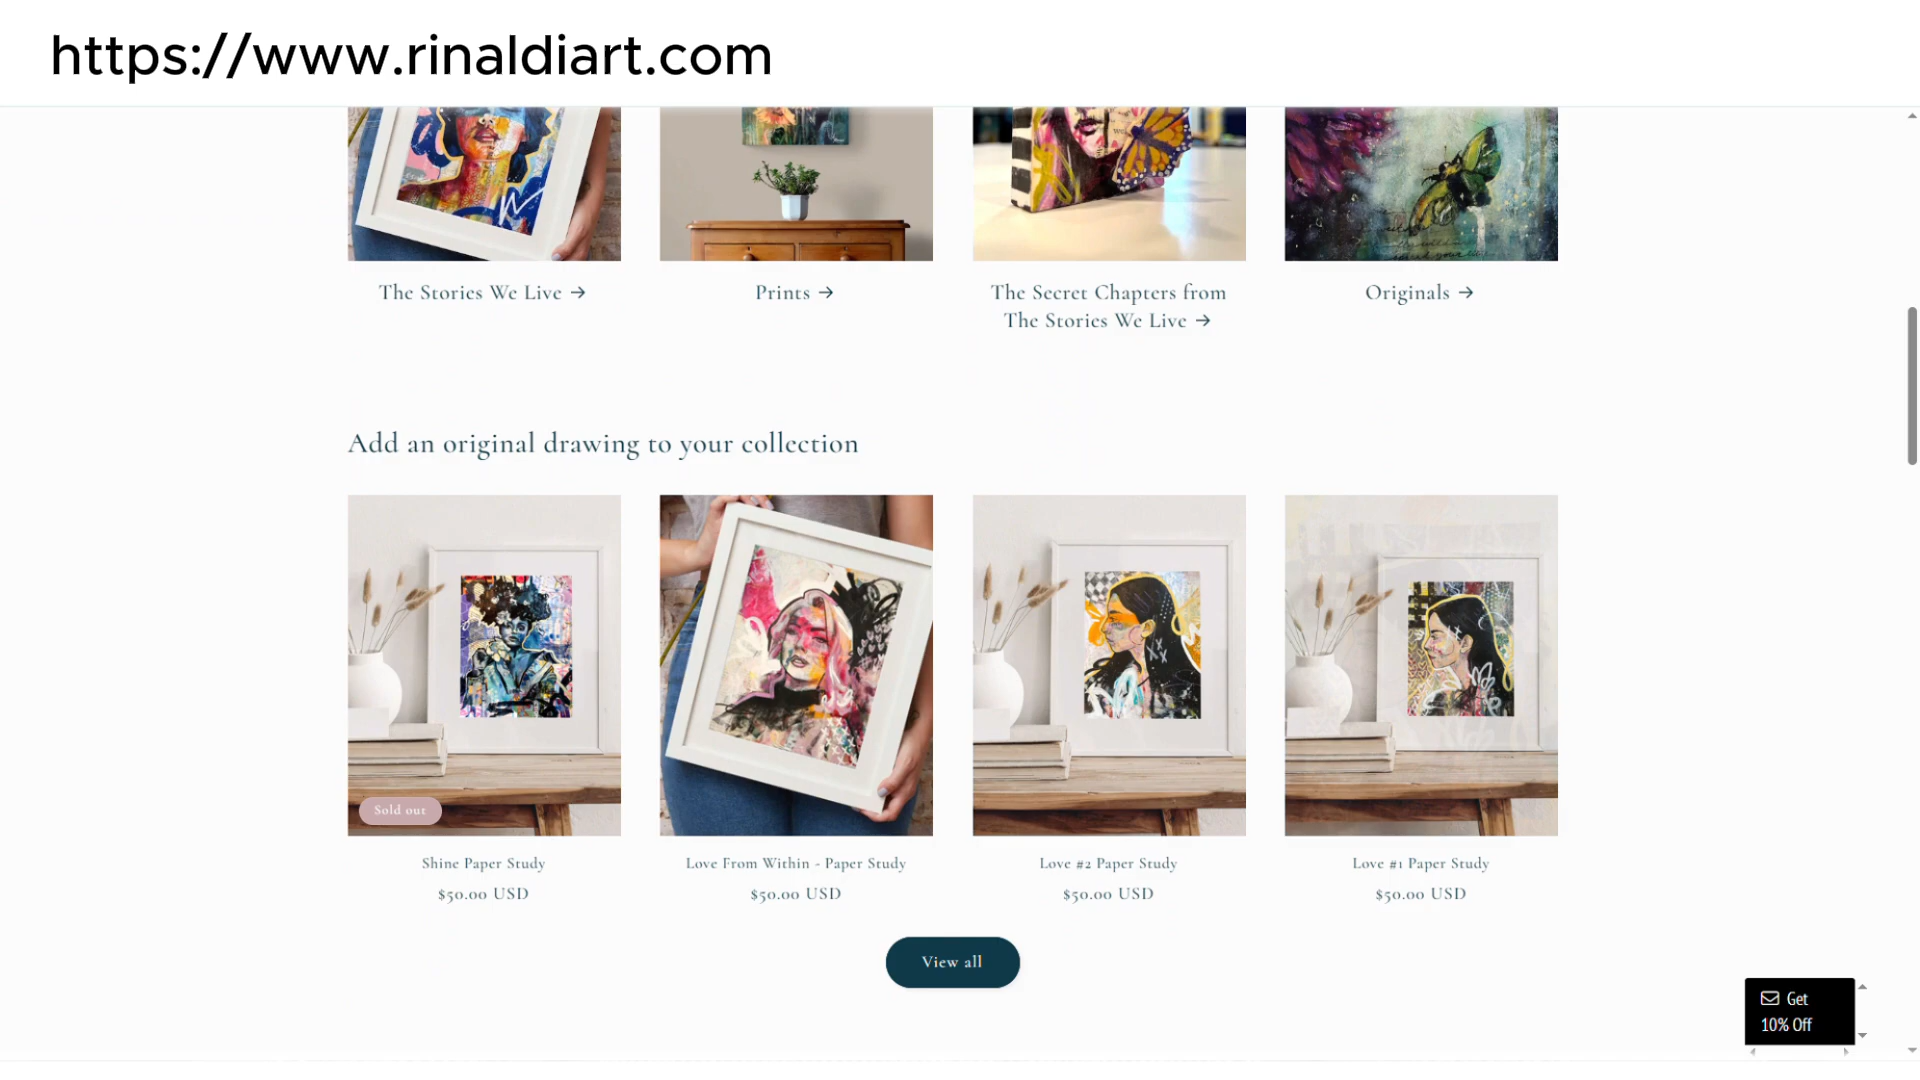 https://www.rinaldiart.com
The Stories We Live →
Prints →
The Secret Chapters from
The Stories We Live →
Originals →
Add an original drawing to your collection
Sold out
Shine Paper Study
$50.00 USD
Love From Within - Paper Study
$50.00 USD
Love #2 Paper Study
$50.00 USD
Love #1 Paper Study
$50.00 USD
View all
Get
10% Off